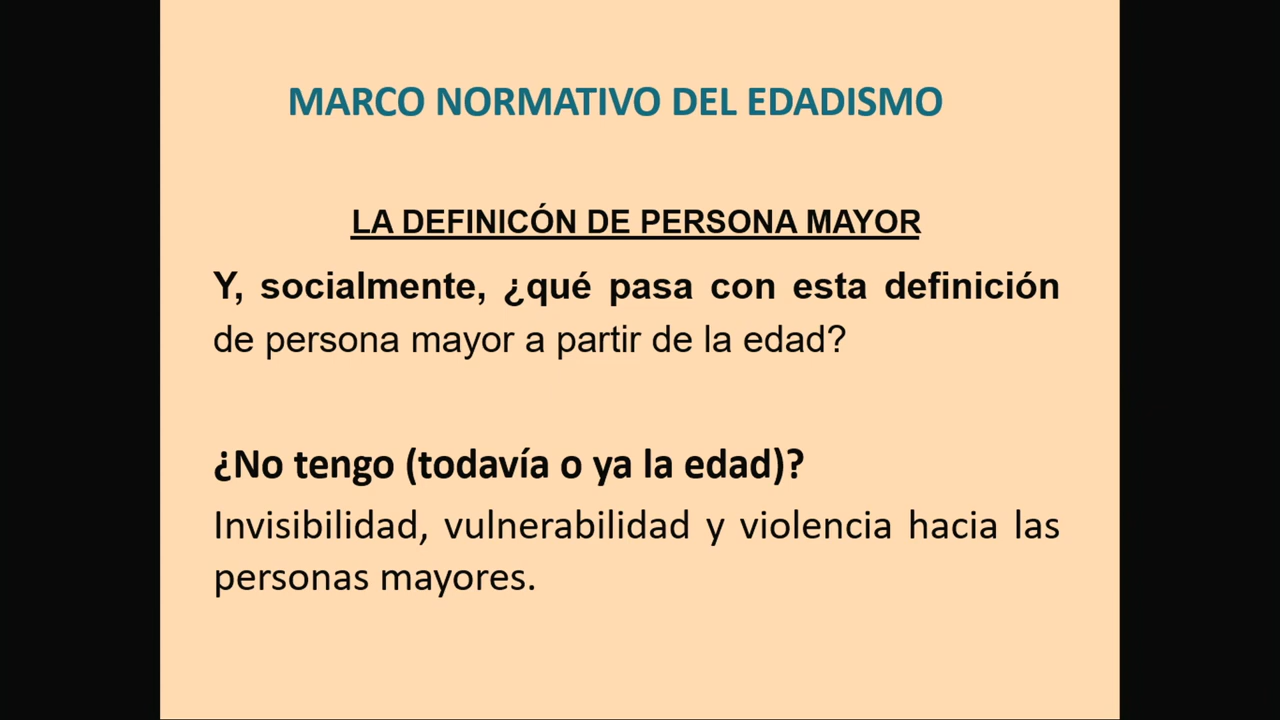 MARCO NORMATIVO DEL EDADISMO
LA DEFINICÓN DE PERSONA MAYOR
Y, socialmente, ¿qué pasa con esta definición
de persona mayor a partir de la edad?
¿No tengo (todavía o ya la edad)?
Invisibilidad, vulnerabilidad y violencia hacia las
personas mayores.